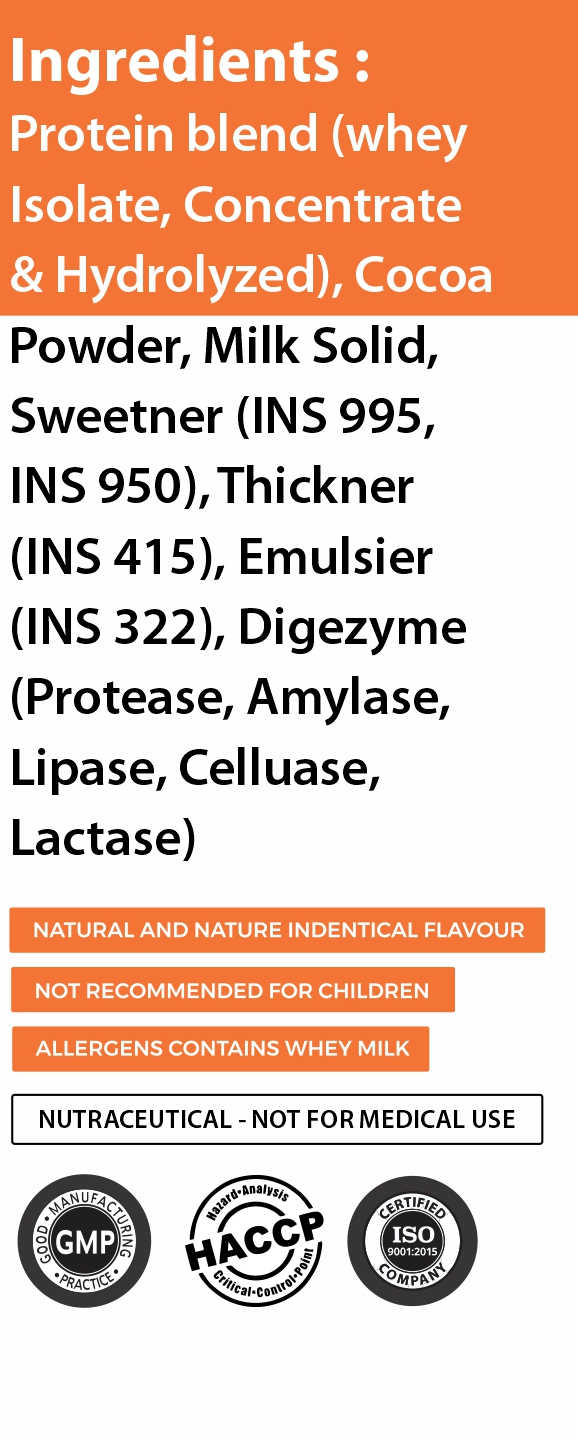 Ingredients :
Protein blend (whey
Isolate, Concentrate
& Hydrolyzed), Cocoa
Powder, Milk Solid,
Sweetner (INS 995,
INS 950), Thickner
(INS 415), Emulsier
(INS 322), Digezyme
(Protease, Amylase,
Lipase, Celluase,
Lactase)
NATURAL AND NATURE INDENTICAL FLAVOUR
NOT RECOMMENDED FOR CHILDREN
ALLERGENS CONTAINS WHEY MILK
NUTRACEUTICAL - NOT FOR MEDICAL USE
GOOD • MANUFACTURING
GMP
• PRACTICE •
Hazard•Analysis
HACCP
Critical•Control•Point
CERTIFIED
ISO
9001:2015
COMPANY